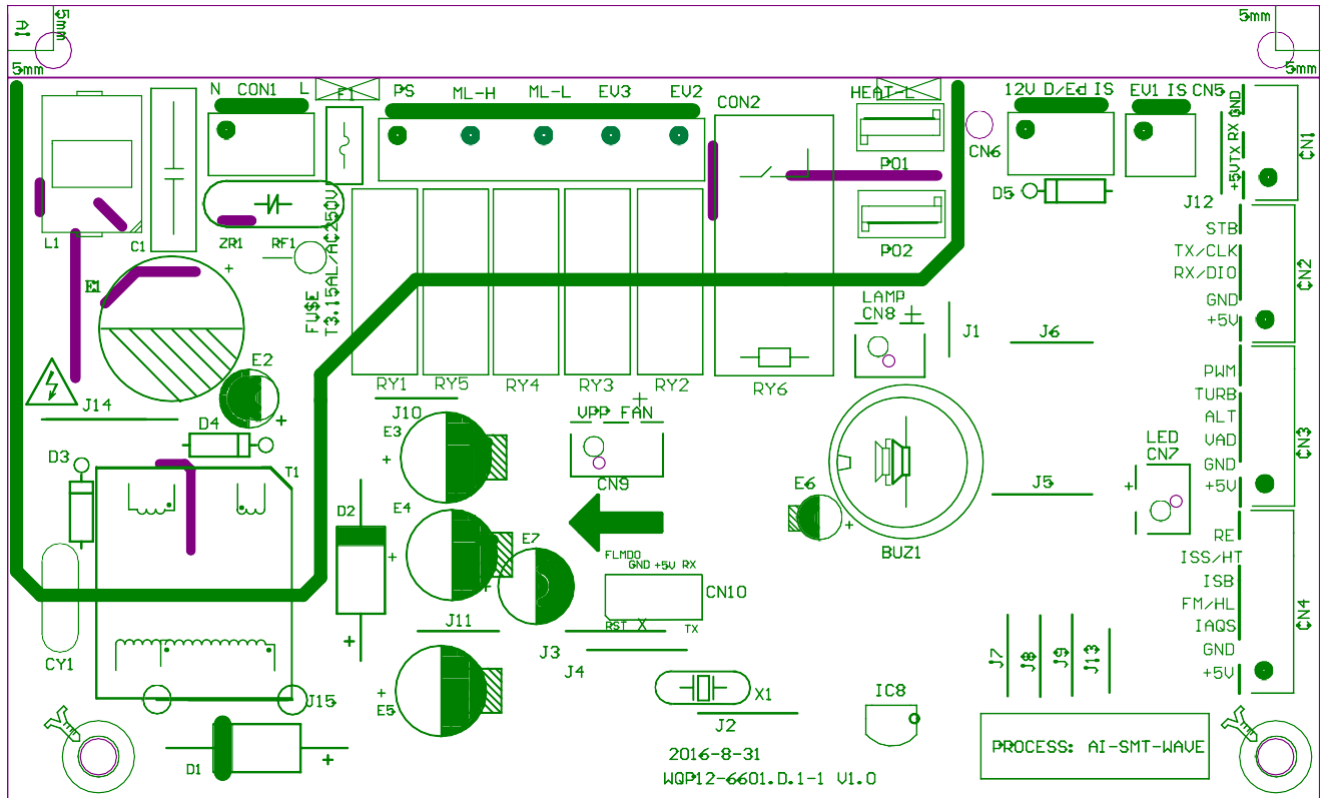 AI
5mm
5mm
5mm
5mm
N CON1 L
F1
PS
ML-H
ML-L
EV3
EV2
CON2
HEAT-L
12V D/Ed IS
EV1 IS CN5
+5V TX RX GND
CN1
CN6
PO1
PO2
D5
J12
L1
C1
ZR1
RF1
FUSE
T3.15AL/AC250V
STB
TX/CLK
RX/DIO
GND
+5V
CN2
E1
+
LAMP
CN8
+
J1
J6
RY1
RY5
RY4
RY3
RY2
RY6
E2
+
J14
D4
D3
T1
J10
E3
+
VPP FAN
+
CN9
PWM
TURB
ALT
VAD
GND
+5V
CN3
LED
CN7
+
J5
E6
+
BUZ1
D2
+
+
E4
+
E7
+
FLMD0
GND +5V RX
CN10
RST X TX
RE
ISS/HT
ISB
FM/HL
IAQS
GND
+5V
CN4
J11
J3
J4
J7
J8
J9
J13
CY1
J15
E5
+
X1
J2
IC8
D1
+
2016-8-31
WQP12-6601.D.1-1 V1.0
PROCESS: AI-SMT-WAVE
Y
Y